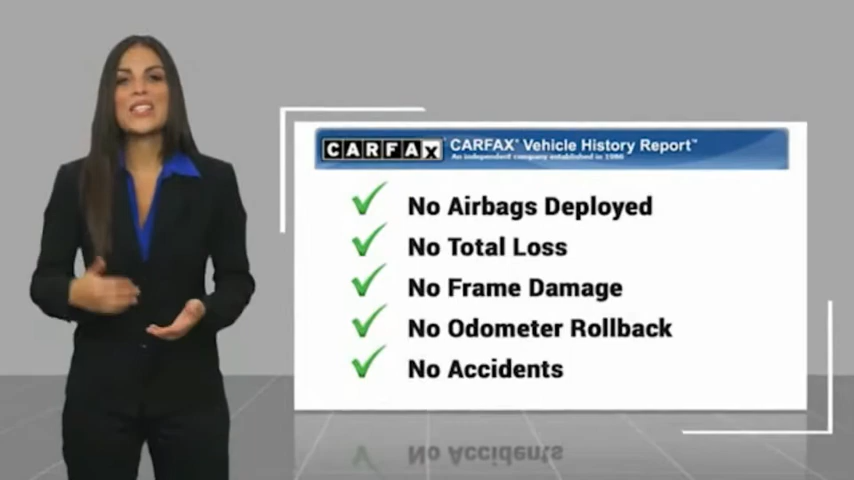 CARFAX CARFAX Vehicle History Report™
An independent company established in 1986
No Airbags Deployed
No Total Loss
No Frame Damage
No Odometer Rollback
No Accidents
No Accidents